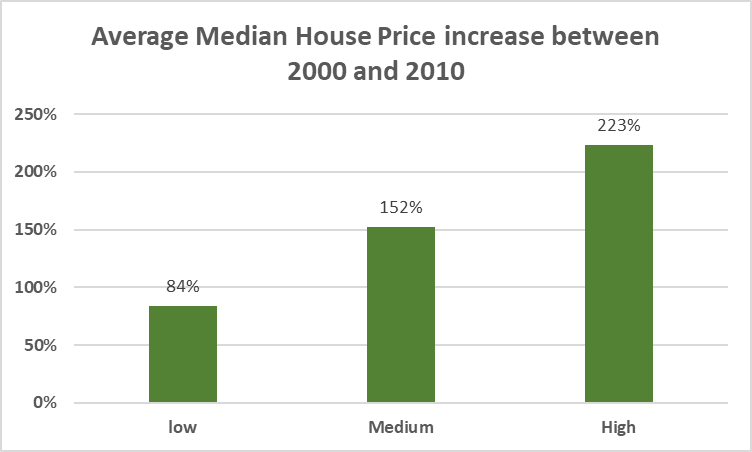 Average Median House Price increase between
2000 and 2010
250%
200%
150%
100%
50%
0%
84%
152%
223%
low
Medium
High